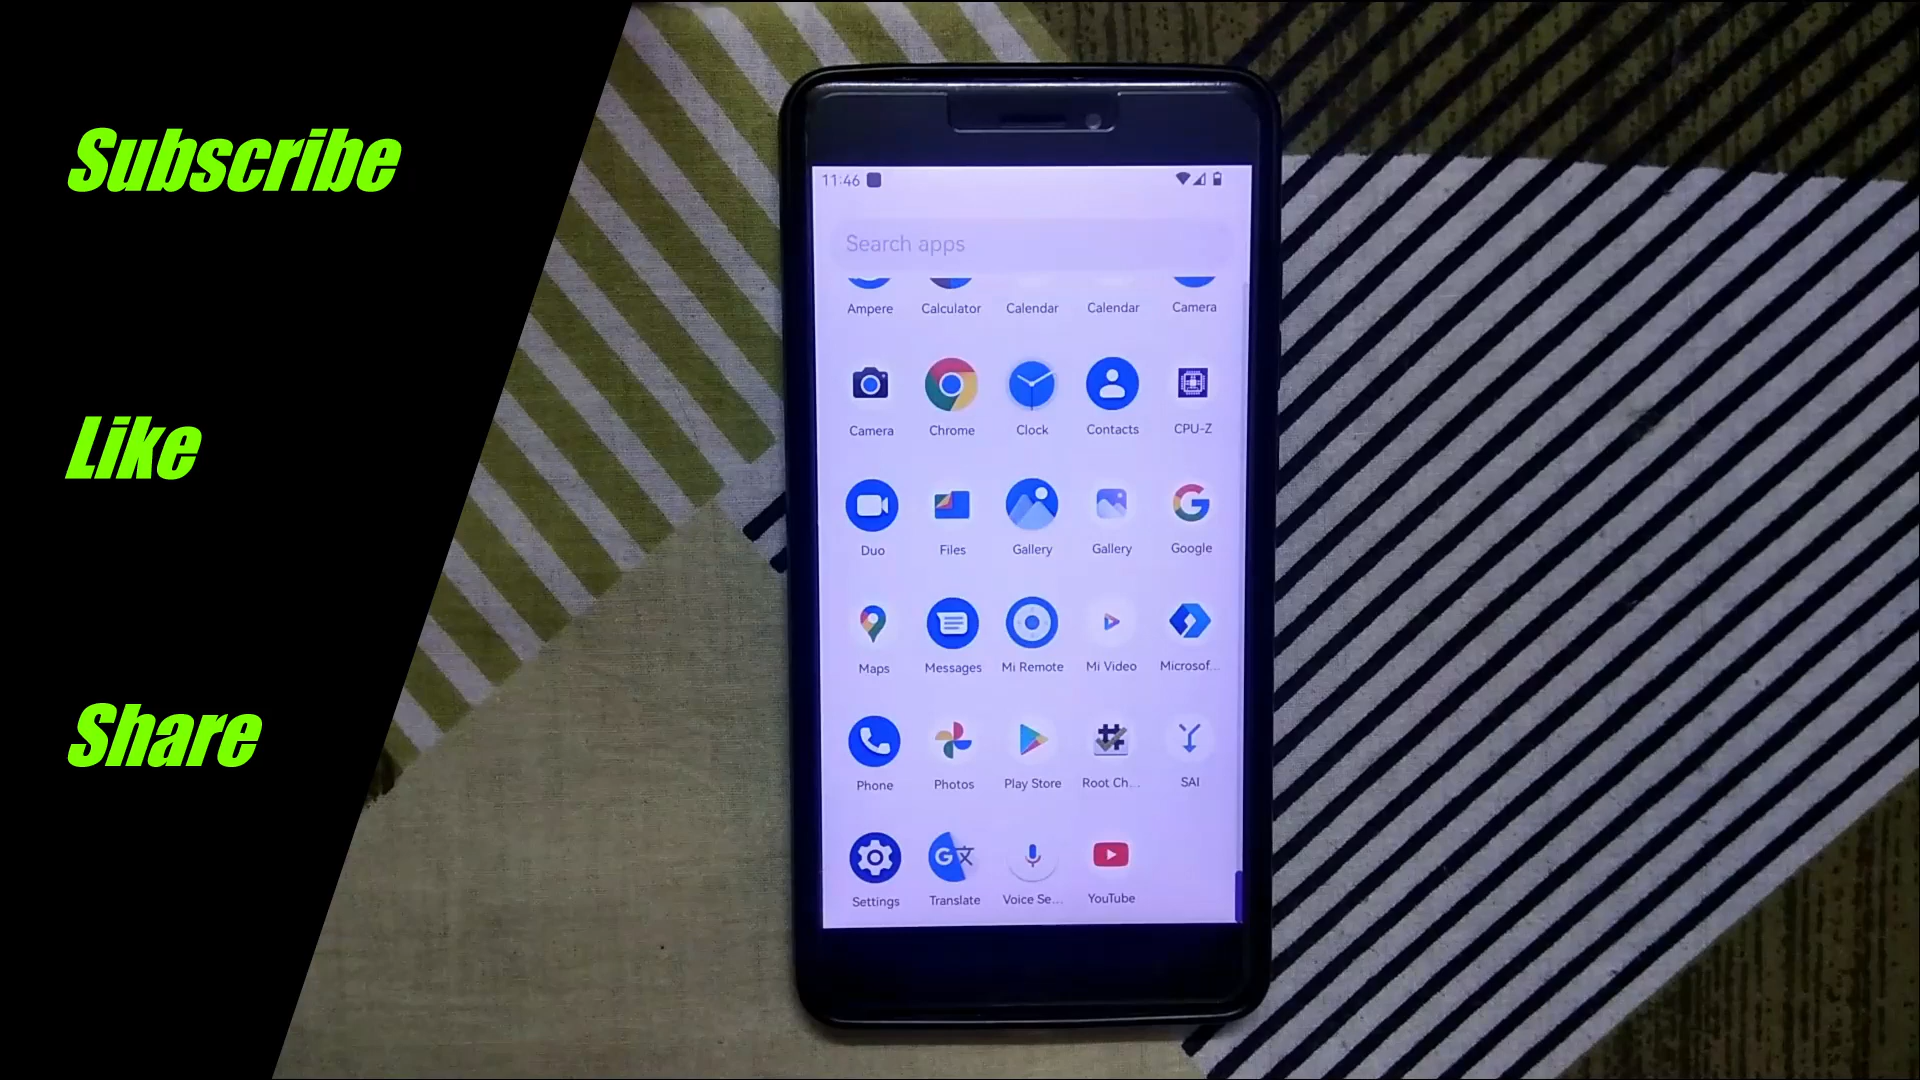 Subscribe
Like
Share
11:46
Search apps
Ampere Calculator Calendar Calendar Camera
Camera Chrome Clock Contacts CPU-Z
Duo Files Gallery Gallery Google
Maps Messages Mi Remote Mi Video Microsof...
Phone Photos Play Store Root Ch... SAI
Settings Translate Voice Se... YouTube